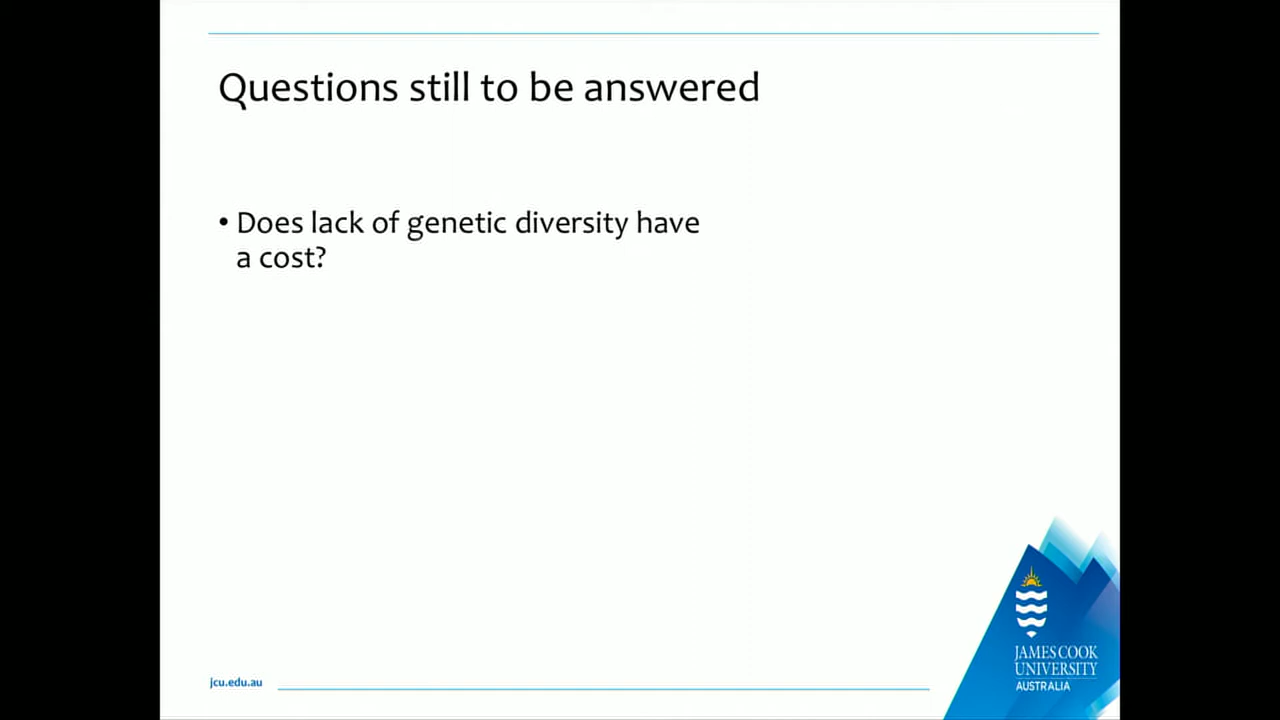 Questions still to be answered
• Does lack of genetic diversity have
a cost?
jcu.edu.au
JAMES COOK
UNIVERSITY
AUSTRALIA